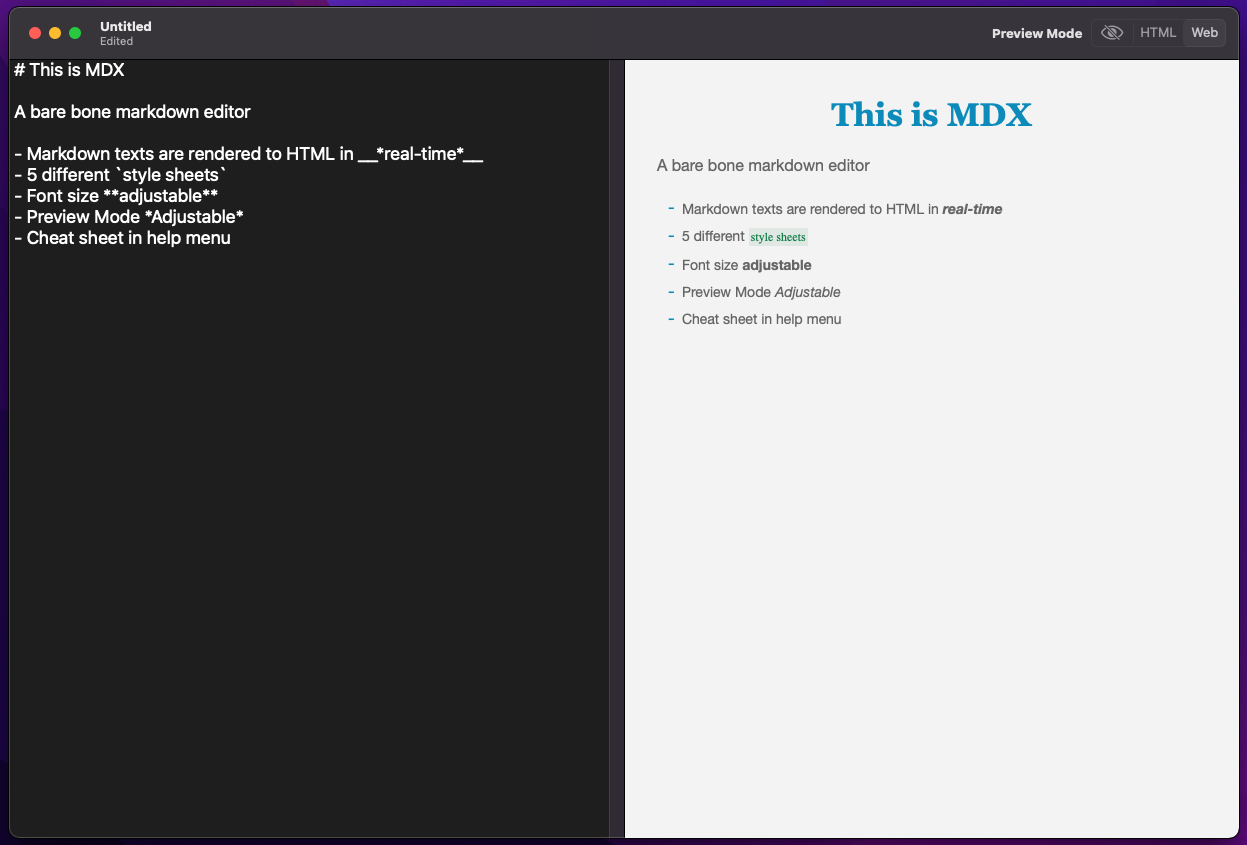 Untitled
Edited
Preview Mode HTML Web
# This is MDX
A bare bone markdown editor
- Markdown texts are rendered to HTML in __*real-time*__
- 5 different `style sheets`
- Font size **adjustable**
- Preview Mode *Adjustable*
- Cheat sheet in help menu
This is MDX
A bare bone markdown editor
- Markdown texts are rendered to HTML in real-time
- 5 different style sheets
- Font size adjustable
- Preview Mode Adjustable
- Cheat sheet in help menu